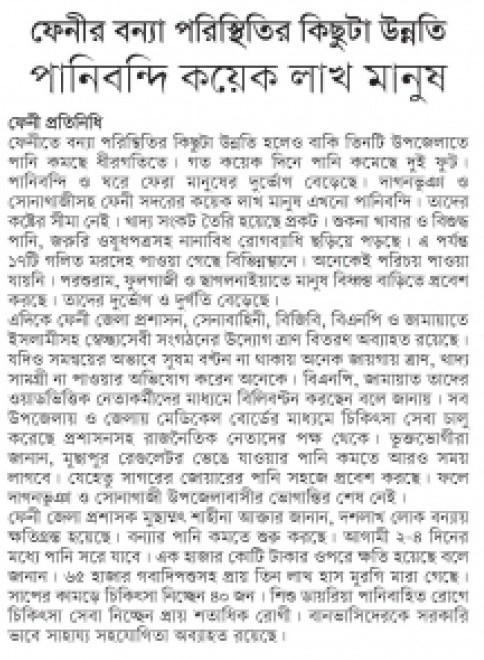 ফেনীর বন্যা পরিস্থিতির কিছুটা উন্নতি
পানিবন্দি কয়েক লাখ মানুষ
ফেনী প্রতিনিধি
ফেনীতে বন্যা পরিস্থিতির কিছুটা উন্নতি হলেও বাকি তিনটি উপজেলাতে
পানি কমছে ধীরগতিতে। গত কয়েক দিনে পানি কমেছে দুই ফুট।
পানিবন্দি ও ঘরে ফেরা মানুষের দুর্ভোগ বেড়েছে। দাগনভূঞা ও
সোনাগাজীসহ ফেনী সদরের কয়েক লাখ মানুষ এখনো পানিবন্দি। তাদের
কষ্টের সীমা নেই। খাদ্য সংকট তৈরি হয়েছে প্রকট। শুকনা খাবার ও বিশুদ্ধ
পানি, জরুরি ওষুধপত্রসহ নানাবিধ রোগব্যাধি ছড়িয়ে পড়ছে। এ পর্যন্ত
১৭টি গলিত মরদেহ পাওয়া গেছে বিভিন্নস্থানে। অনেকেই পরিচয় পাওয়া
যায়নি। পরশুরাম, ফুলগাজী ও ছাগলনাইয়াতে মানুষ বিধ্বস্ত বাড়িতে প্রবেশ
করছে। তাদের দুর্ভোগ ও দুর্গতি বেড়েছে।
এদিকে ফেনী জেলা প্রশাসন, সেনাবাহিনী, বিজিবি, বিএনপি ও জামায়াতে
ইসলামীসহ স্বেচ্ছাসেবী সংগঠনের উদ্যোগ ত্রাণ বিতরণ অব্যাহত রয়েছে।
যদিও সমন্বয়ের অভাবে সুষম বণ্টন না থাকায় অনেক জায়গায় ত্রাণ, খাদ্য
সামগ্রী না পাওয়ার অভিযোগ করেন অনেকে। বিএনপি, জামায়াত তাদের
ওয়ার্ডভিত্তিক নেতাকর্মীদের মাধ্যমে বিলিবন্টন করছেন বলে জানায়। সব
উপজেলায় ও জেলায় মেডিকেল বোর্ডের মাধ্যমে চিকিৎসা সেবা চালু
করেছে প্রশাসনসহ রাজনৈতিক নেতাদের পক্ষ থেকে। ভুক্তভোগীরা
জানান, মুছাপুর রেগুলেটর ভেঙে যাওয়ার পানি কমতে আরও সময়
লাগবে। যেহেতু সাগরের জোয়ারের পানি সহজে প্রবেশ করছে। ফলে
দাগনভূঞা ও সোনাগাজী উপজেলাবাসীর ভোগান্তির শেষ নেই।
ফেনী জেলা প্রশাসক মুছাম্মৎ শাহীনা আক্তার জানান, দশলাখ লোক বন্যায়
ক্ষতিগ্রস্ত হয়েছে। বন্যার পানি কমতে শুরু করছে। আগামী ২-৪ দিনের
মধ্যে পানি সরে যাবে। এক হাজার কোটি টাকার ওপরে ক্ষতি হয়েছে বলে
জানান। ৬৫ হাজার গবাদিপশুসহ প্রায় তিন লাখ হাস মুরগি মারা গেছে।
সাপের কামড়ে চিকিৎসা নিচ্ছেন ৪০ জন। শিশু ডায়রিয়া পানিবাহিত রোগে
চিকিৎসা সেবা নিচ্ছেন প্রায় শতাধিক রোগী। বানভাসিদেরকে সরকারি
ভাবে সাহায্য সহযোগিতা অব্যাহত রয়েছে।